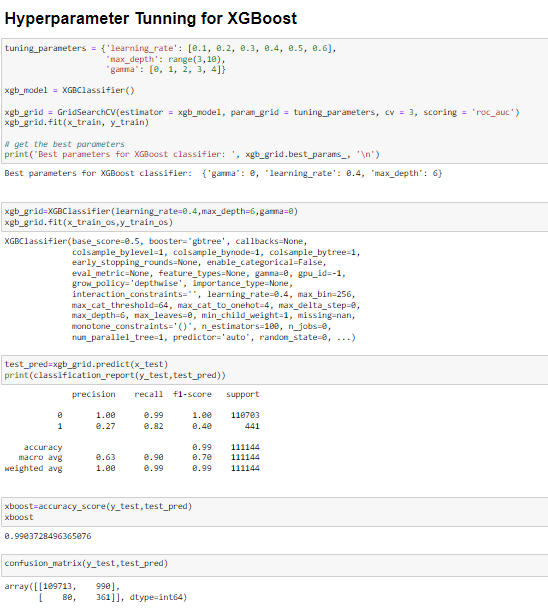 Hyperparameter Tunning for XGBoost
tuning_parameters = {'learning_rate': [0.1, 0.2, 0.3, 0.4, 0.5, 0.6],
'max_depth': range(3,10),
'gamma': [0, 1, 2, 3, 4]}
xgb_model = XGBClassifier()
xgb_grid = GridSearchCV(estimator = xgb_model, param_grid = tuning_parameters, cv = 3, scoring = 'roc_auc')
xgb_grid.fit(x_train, y_train)
# get the best parameters
print('Best parameters for XGBoost classifier: ', xgb_grid.best_params_, '\n')
Best parameters for XGBoost classifier:  {'gamma': 0, 'learning_rate': 0.4, 'max_depth': 6}
xgb_grid=XGBClassifier(learning_rate=0.4,max_depth=6,gamma=0)
xgb_grid.fit(x_train_os,y_train_os)
XGBClassifier(base_score=0.5, booster='gbtree', callbacks=None,
colsample_bylevel=1, colsample_bynode=1, colsample_bytree=1,
early_stopping_rounds=None, enable_categorical=False,
eval_metric=None, feature_types=None, gamma=0, gpu_id=-1,
grow_policy='depthwise', importance_type=None,
interaction_constraints='', learning_rate=0.4, max_bin=256,
max_cat_threshold=64, max_cat_to_onehot=4, max_delta_step=0,
max_depth=6, max_leaves=0, min_child_weight=1, missing=nan,
monotone_constraints='()', n_estimators=100, n_jobs=0,
num_parallel_tree=1, predictor='auto', random_state=0, ...)
test_pred=xgb_grid.predict(x_test)
print(classification_report(y_test,test_pred))
precision recall f1-score support
0 1.00 0.99 1.00 110703
1 0.27 0.82 0.40 441
accuracy 0.99 111144
macro avg 0.63 0.90 0.70 111144
weighted avg 1.00 0.99 0.99 111144
xboost=accuracy_score(y_test,test_pred)
xboost
0.9903728496365076
confusion_matrix(y_test,test_pred)
array([[109713, 990],
[ 80, 361]], dtype=int64)